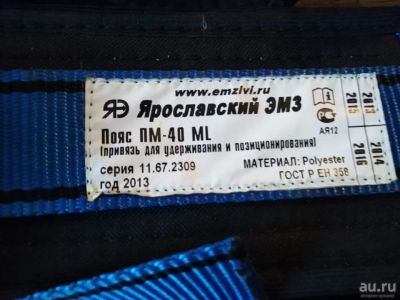 www.emzlvi.ru
ЯЭ Ярославский ЭМЗ
Пояс ПМ-40 ML
(привязь для удерживания и позиционирования)
серия 11.67.2309
год 2013
МАТЕРИАЛ: Polyester
ГОСТ Р ЕН 358
АЯ12
2013
2015
2014
2016
au.ru